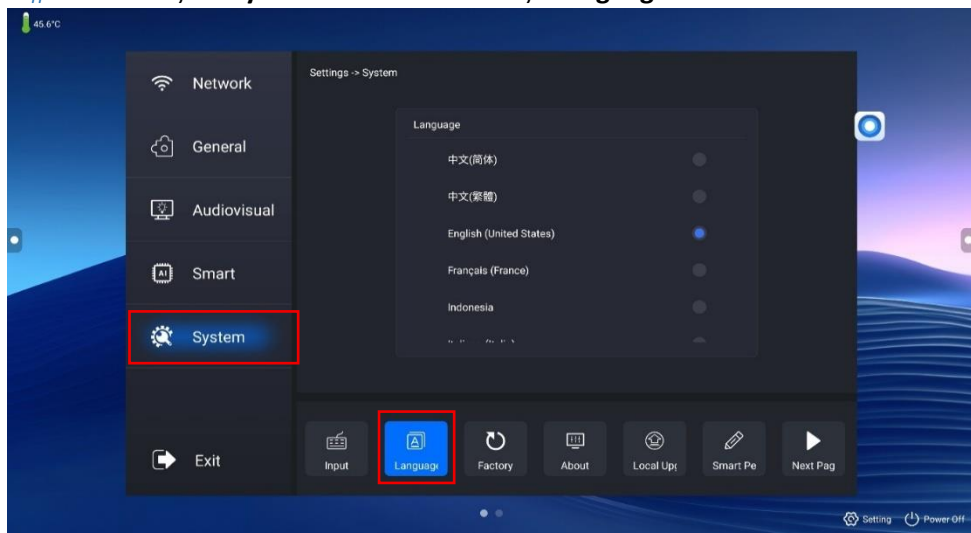 45.6°C
Network
General
Audiovisual
Smart
System
Exit
Settings -> System
Language
中文(简体)
中文(繁體)
English (United States)
Français (France)
Indonesia
Input
Language
Factory
About
Local Upg
Smart Pe
Next Pag
Setting
Power Off